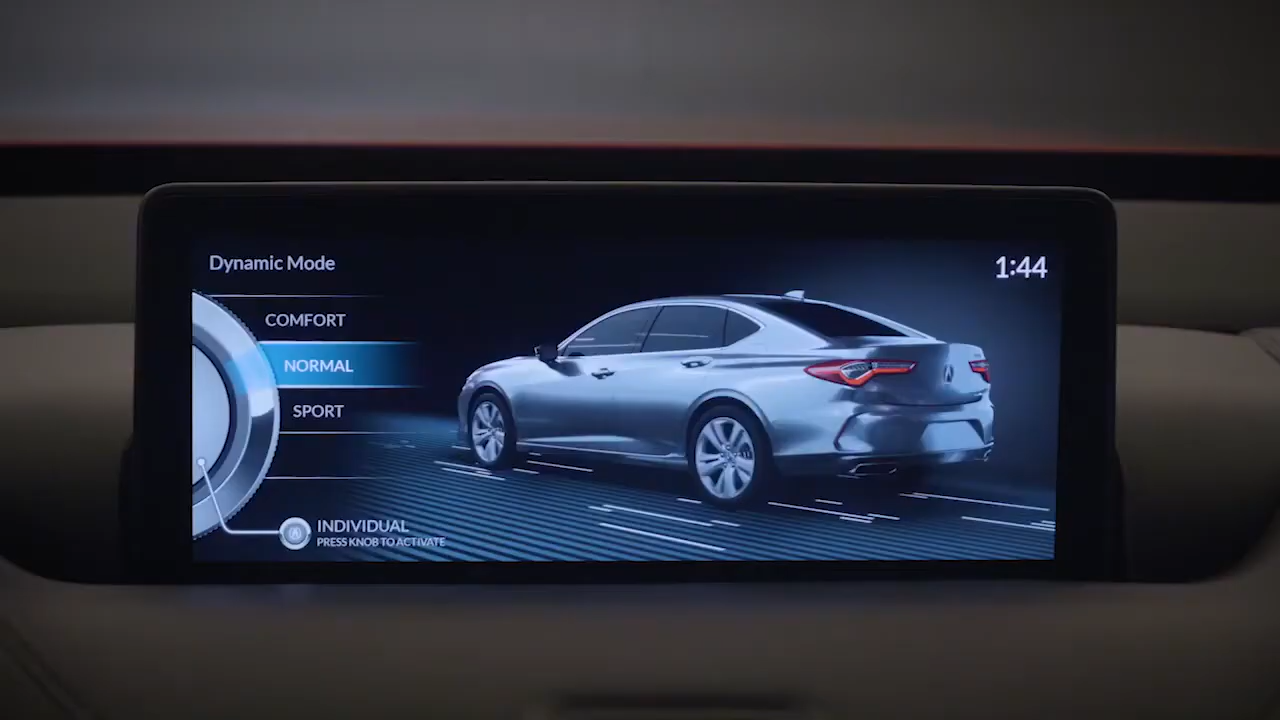 Dynamic Mode
1:44
COMFORT
NORMAL
SPORT
INDIVIDUAL
PRESS KNOB TO ACTIVATE